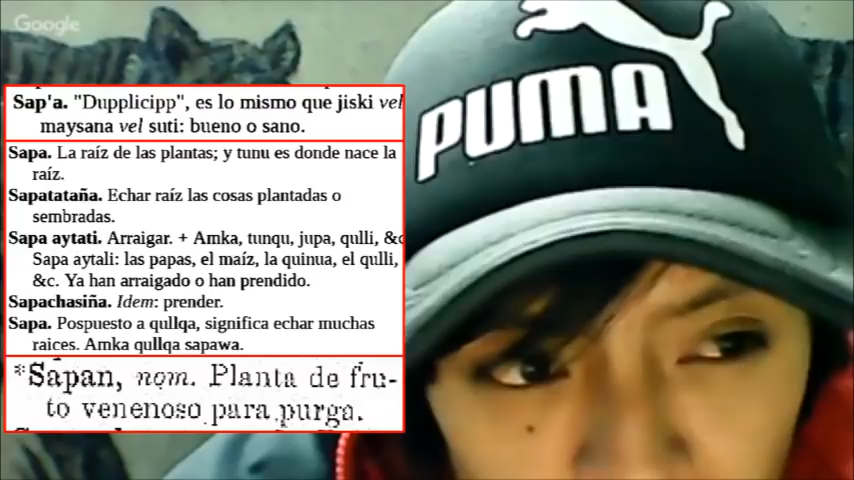 Google
PUMA
Sap'a. "Dupplicipp", es lo mismo que jiski vel
maysana vel suti: bueno o sano.
Sapa. La raíz de las plantas; y tunu es donde nace la
raíz.
Sapatataña. Echar raíz las cosas plantadas o
sembradas.
Sapa aytati. Arraigar. + Amka, tunqu, jupa, qulli, &c
Sapa aytali: las papas, el maíz, la quinua, el qulli,
&c. Ya han arraigado o han prendido.
Sapachasiña. Idem: prender.
Sapa. Pospuesto a qullqa, significa echar muchas
raices. Amka qullqa sapawa.
*Sapan, nom. Planta de fru-
to venenoso para purga.